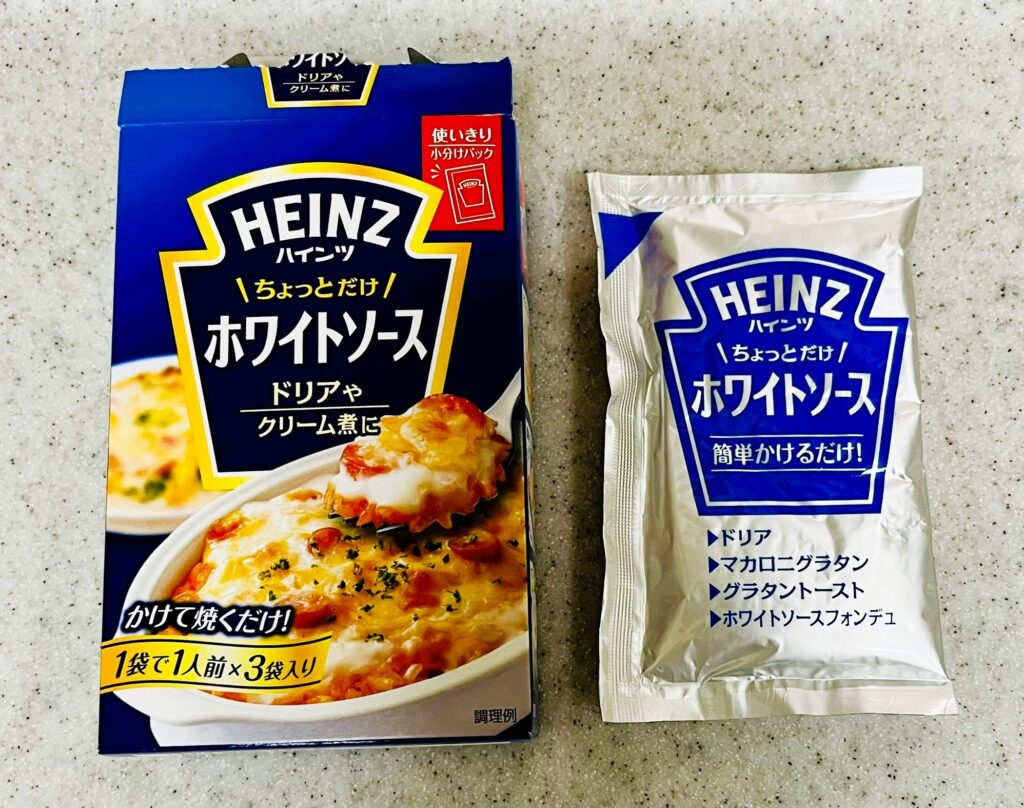 ホワイトソ
ドリアや
クリーム煮に
使いきり
小分けパック
HEINZ
HEINZ
ハインツ
\ ちょっとだけ /
ホワイトソース
ドリアや
クリーム煮に
かけて焼くだけ!
1袋で1人前×3袋入り
調理例
HEINZ
ハインツ
\ ちょっとだけ /
ホワイトソース
簡単かけるだけ!
▶ドリア
▶マカロニグラタン
▶グラタントースト
▶ホワイトソースフォンデュ